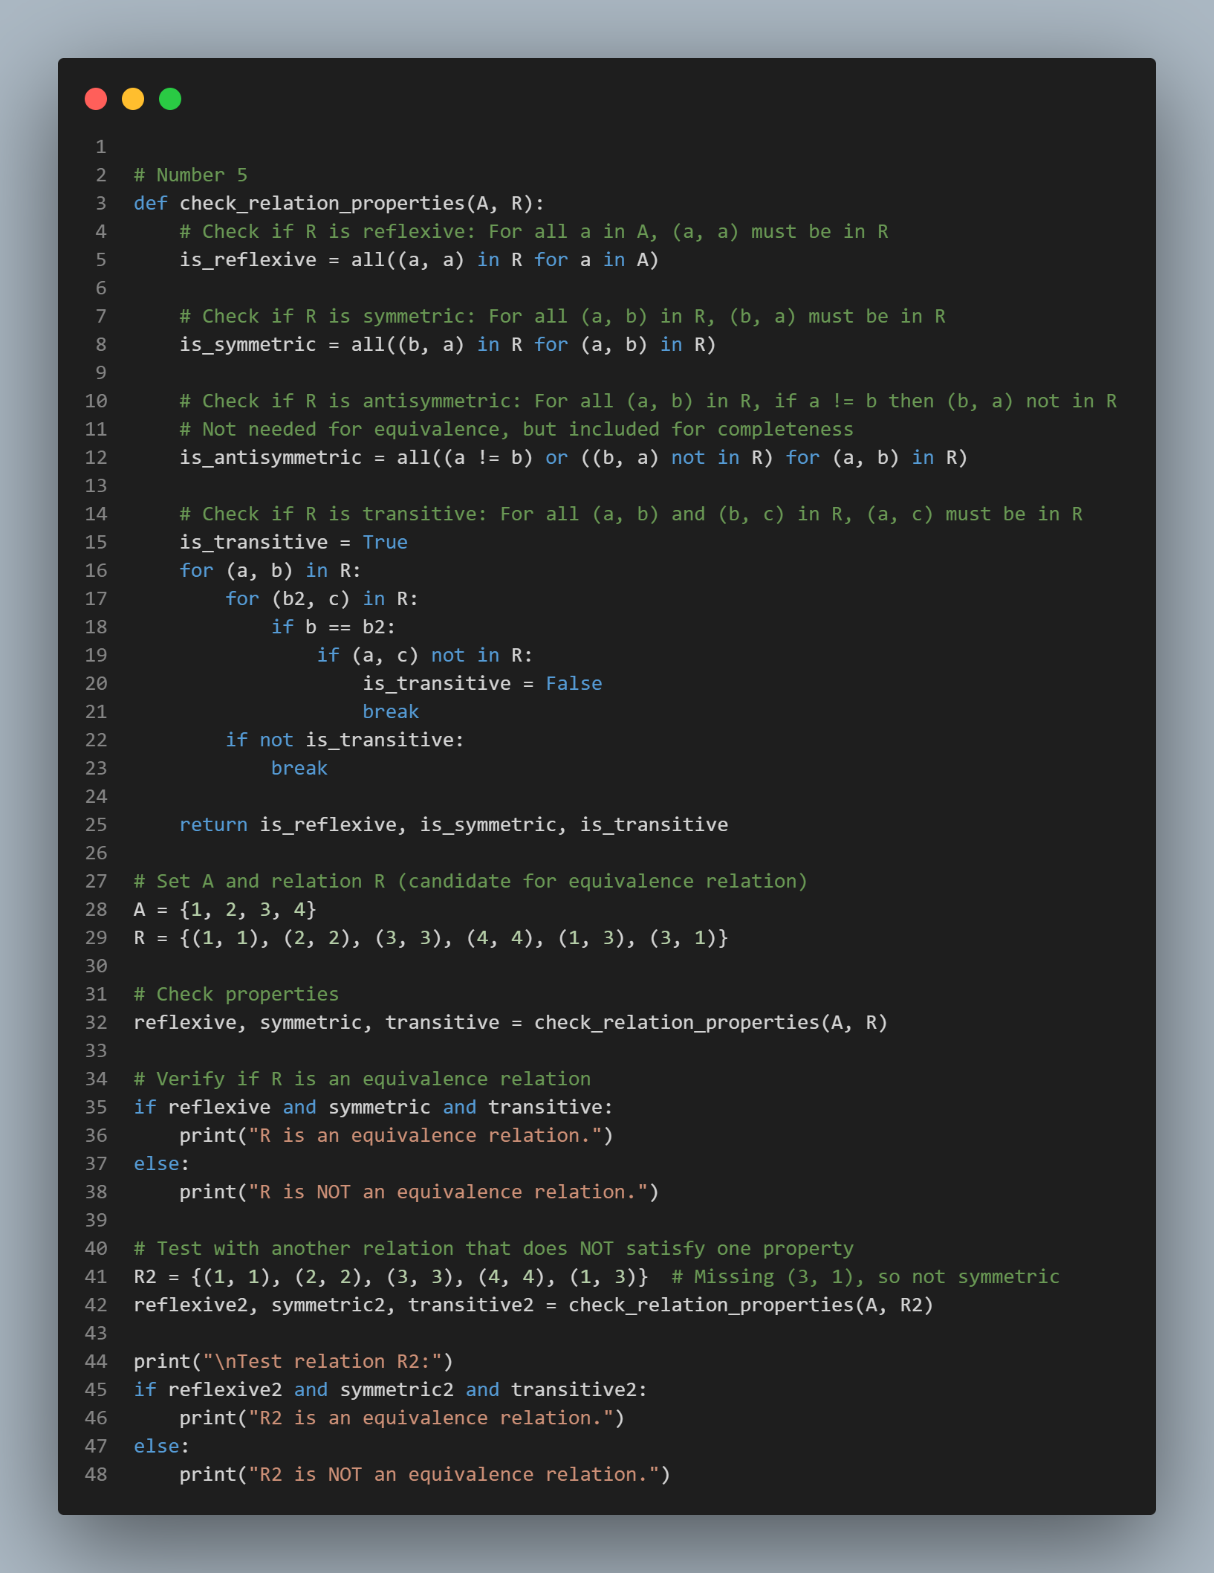 1
2 # Number 5
3 def check_relation_properties(A, R):
4     # Check if R is reflexive: For all a in A, (a, a) must be in R
5     is_reflexive = all((a, a) in R for a in A)
6
7     # Check if R is symmetric: For all (a, b) in R, (b, a) must be in R
8     is_symmetric = all((b, a) in R for (a, b) in R)
9
10     # Check if R is antisymmetric: For all (a, b) in R, if a != b then (b, a) not in R
11     # Not needed for equivalence, but included for completeness
12     is_antisymmetric = all((a != b) or ((b, a) not in R) for (a, b) in R)
13
14     # Check if R is transitive: For all (a, b) and (b, c) in R, (a, c) must be in R
15     is_transitive = True
16     for (a, b) in R:
17         for (b2, c) in R:
18             if b == b2:
19                 if (a, c) not in R:
20                     is_transitive = False
21                     break
22         if not is_transitive:
23             break
24
25     return is_reflexive, is_symmetric, is_transitive
26
27 # Set A and relation R (candidate for equivalence relation)
28 A = {1, 2, 3, 4}
29 R = {(1, 1), (2, 2), (3, 3), (4, 4), (1, 3), (3, 1)}
30
31 # Check properties
32 reflexive, symmetric, transitive = check_relation_properties(A, R)
33
34 # Verify if R is an equivalence relation
35 if reflexive and symmetric and transitive:
36     print("R is an equivalence relation.")
37 else:
38     print("R is NOT an equivalence relation.")
39
40 # Test with another relation that does NOT satisfy one property
41 R2 = {(1, 1), (2, 2), (3, 3), (4, 4), (1, 3)}  # Missing (3, 1), so not symmetric
42 reflexive2, symmetric2, transitive2 = check_relation_properties(A, R2)
43
44 print("\nTest relation R2:")
45 if reflexive2 and symmetric2 and transitive2:
46     print("R2 is an equivalence relation.")
47 else:
48     print("R2 is NOT an equivalence relation.")